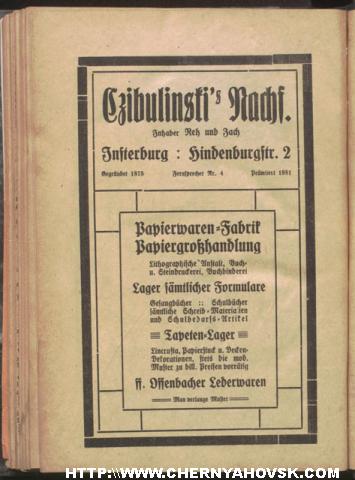 Czibulinski's Nachf.
Inhaber Reh und Zach
Insterburg : Hindenburgstr. 2
Gegründet 1875 Fernsprecher Nr. 4 Prämiiert 1881
Papierwaren=Fabrik
Papiergroßhandlung
Lithographische Anstalt, Buch=
u. Steindruckerei, Buchbinderei
Lager sämtlicher Formulare
Gesangbücher :: Schulbücher
sämtliche Schreib=Materialien
und Schulbedarfs=Artikel
Tapeten=Lager
Lincrusta, Papierstuck u. Decken=
Dekorationen, stets die mod.
Muster zu bill. Preisen vorrätig
ff. Offenbacher Lederwaren
Man verlange Muster
HTTP:\\WWW.CHERNYAHOVSK.COM